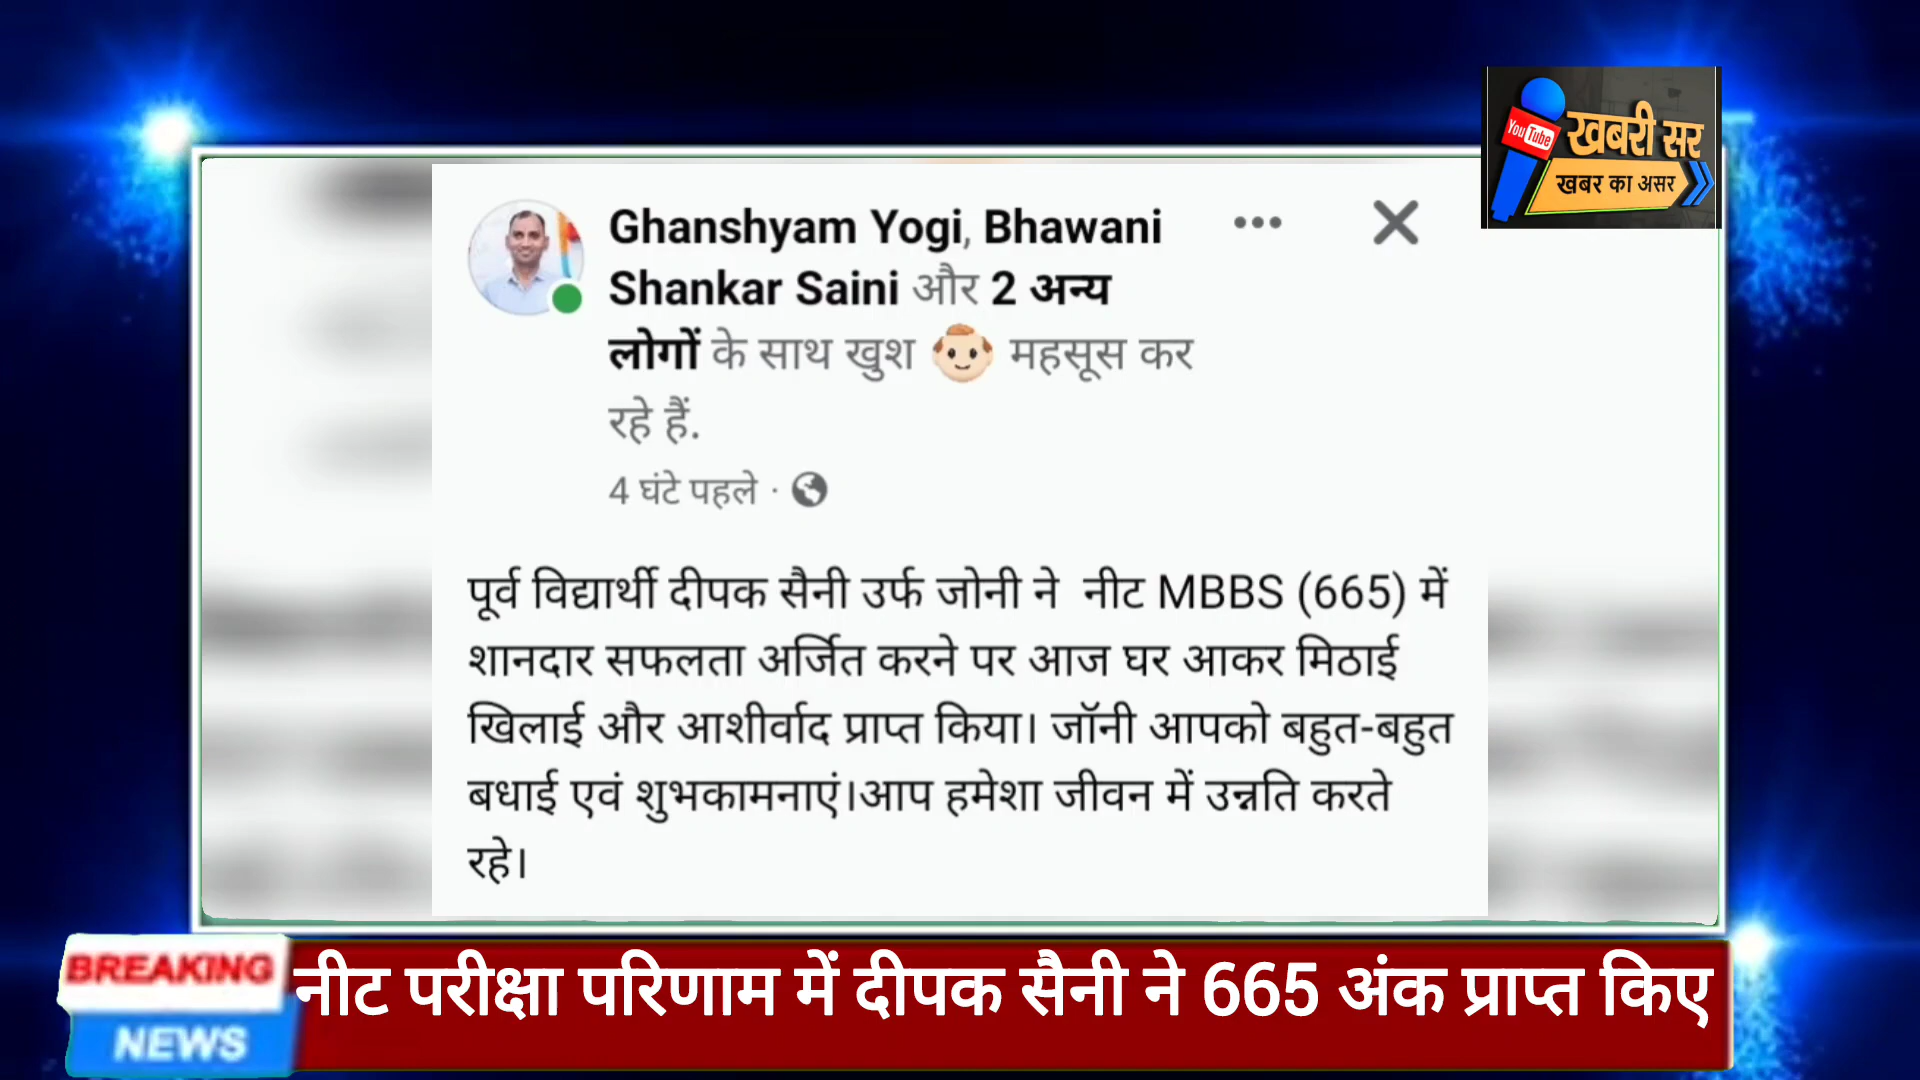 YouTube
खबरी सर
खबर का असर
Ghanshyam Yogi, Bhawani
Shankar Saini और 2 अन्य
लोगों के साथ खुश 👶🏻 महसूस कर
रहे हैं.
4 घंटे पहले ·
पूर्व विद्यार्थी दीपक सैनी उर्फ जोनी ने नीट MBBS (665) में
शानदार सफलता अर्जित करने पर आज घर आकर मिठाई
खिलाई और आशीर्वाद प्राप्त किया। जॉनी आपको बहुत-बहुत
बधाई एवं शुभकामनाएं।आप हमेशा जीवन में उन्नति करते
रहे।
BREAKING
NEWS
नीट परीक्षा परिणाम में दीपक सैनी ने 665 अंक प्राप्त किए